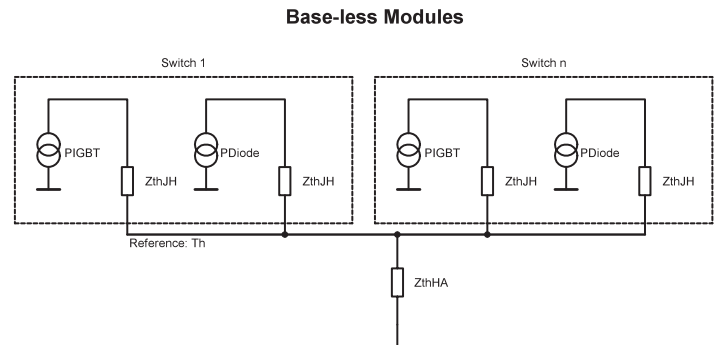 Base-less Modules
Switch 1
Switch n
PIGBT
PDiode
PIGBT
PDiode
ZthJH
ZthJH
ZthJH
ZthJH
Reference: Th
ZthHA